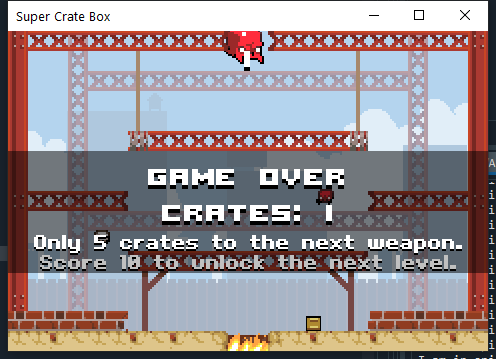 Super Crate Box
GAME OVER
CRATES: 1
Only 5 crates to the next weapon.
Score 10 to unlock the next level.